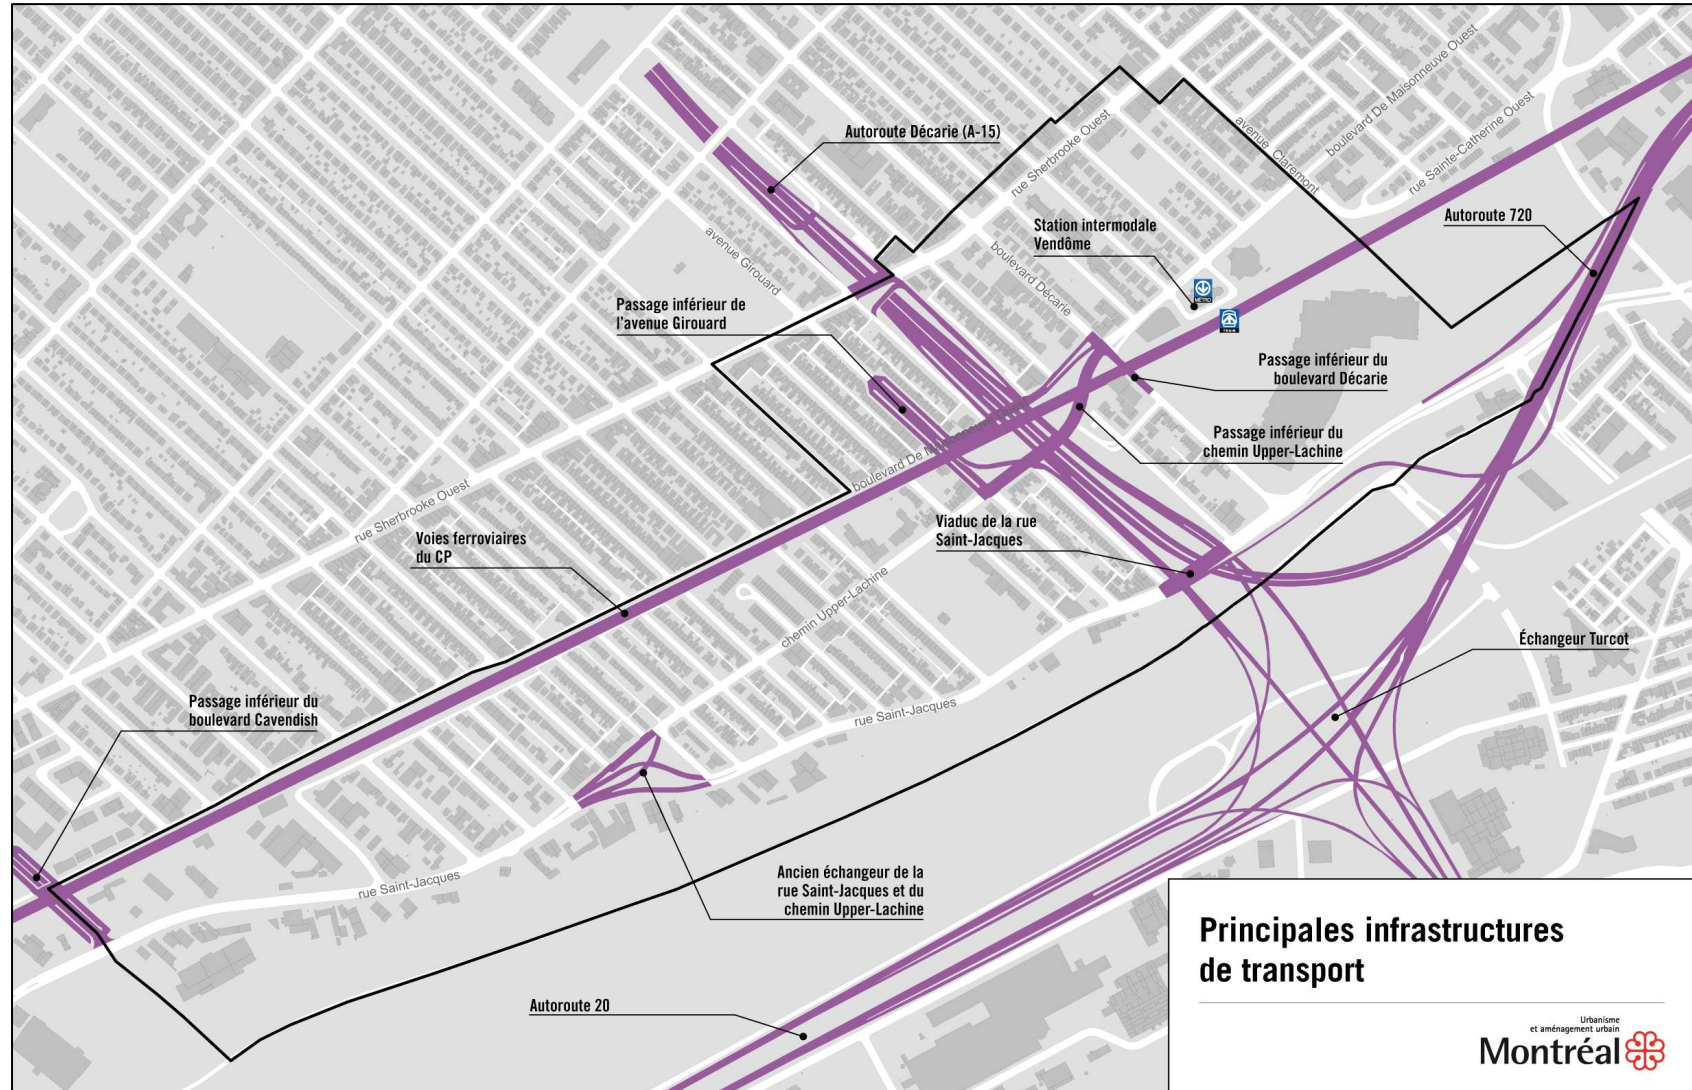 Autoroute Décarie (A-15)
rue Sherbrooke Ouest
avenue Claremont
boulevard De Maisonneuve Ouest
rue Sainte-Catherine Ouest
Autoroute 720
Station intermodale
Vendôme
METRO
TRAIN
avenue Girouard
boulevard Décarie
Passage inférieur de
l'avenue Girouard
Passage inférieur du
boulevard Décarie
Passage inférieur du
chemin Upper-Lachine
boulevard De Maisonneuve Ouest
rue Sherbrooke Ouest
Voies ferroviaires
du CP
Viaduc de la rue
Saint-Jacques
chemin Upper-Lachine
Échangeur Turcot
Passage inférieur du
boulevard Cavendish
rue Saint-Jacques
rue Saint-Jacques
Ancien échangeur de la
rue Saint-Jacques et du
chemin Upper-Lachine
Autoroute 20
Principales infrastructures
de transport
Urbanisme
et aménagement urbain
Montréal